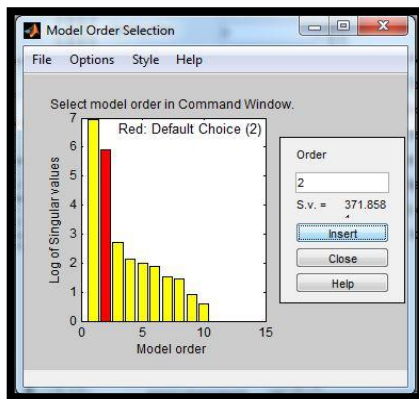 Model Order Selection
File Options Style Help
Select model order in Command Window.
Red: Default Choice (2)
7
6
5
4
3
2
1
0
Log of Singular values
0 5 10 15
Model order
Order
2
S.v. = 371.858
Insert
Close
Help